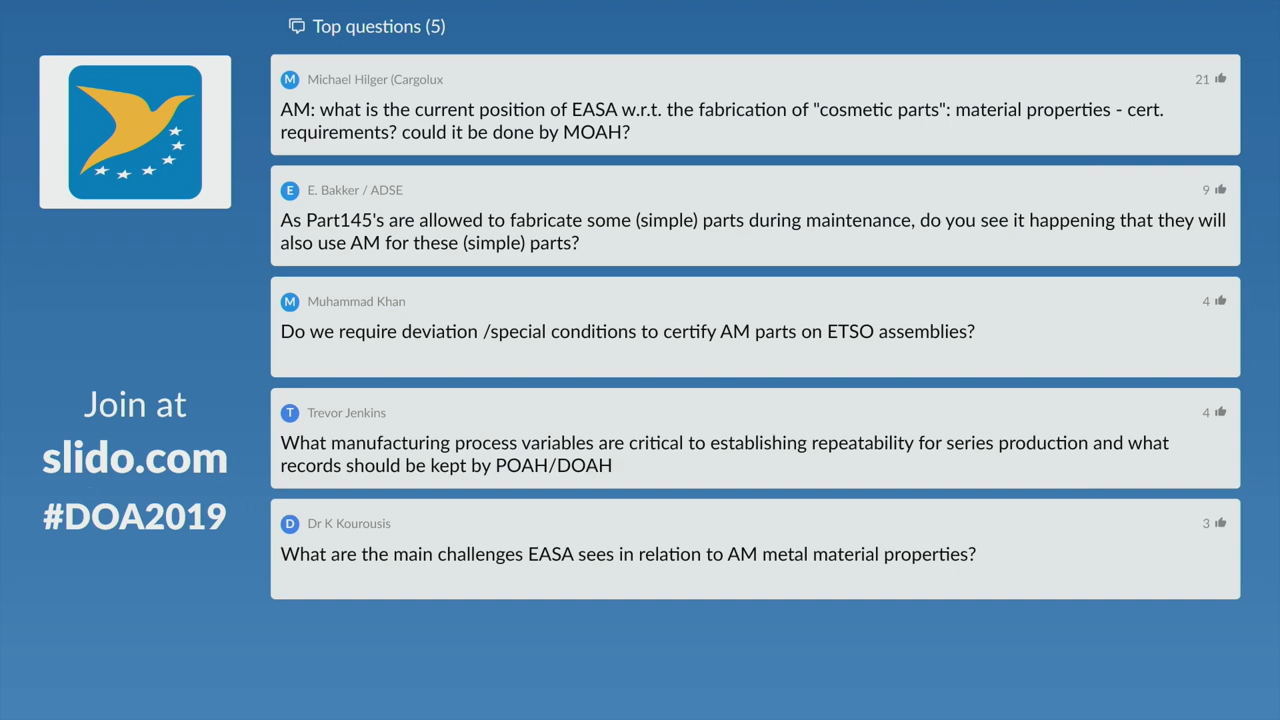 Top questions (5)
M Michael Hilger (Cargolux 21
AM: what is the current position of EASA w.r.t. the fabrication of "cosmetic parts": material properties - cert.
requirements? could it be done by MOAH?
E E. Bakker / ADSE 9
As Part145's are allowed to fabricate some (simple) parts during maintenance, do you see it happening that they will
also use AM for these (simple) parts?
M Muhammad Khan 4
Do we require deviation /special conditions to certify AM parts on ETSO assemblies?
T Trevor Jenkins 4
What manufacturing process variables are critical to establishing repeatability for series production and what
records should be kept by POAH/DOAH
D Dr K Kourousis 3
What are the main challenges EASA sees in relation to AM metal material properties?
Join at
slido.com
#DOA2019